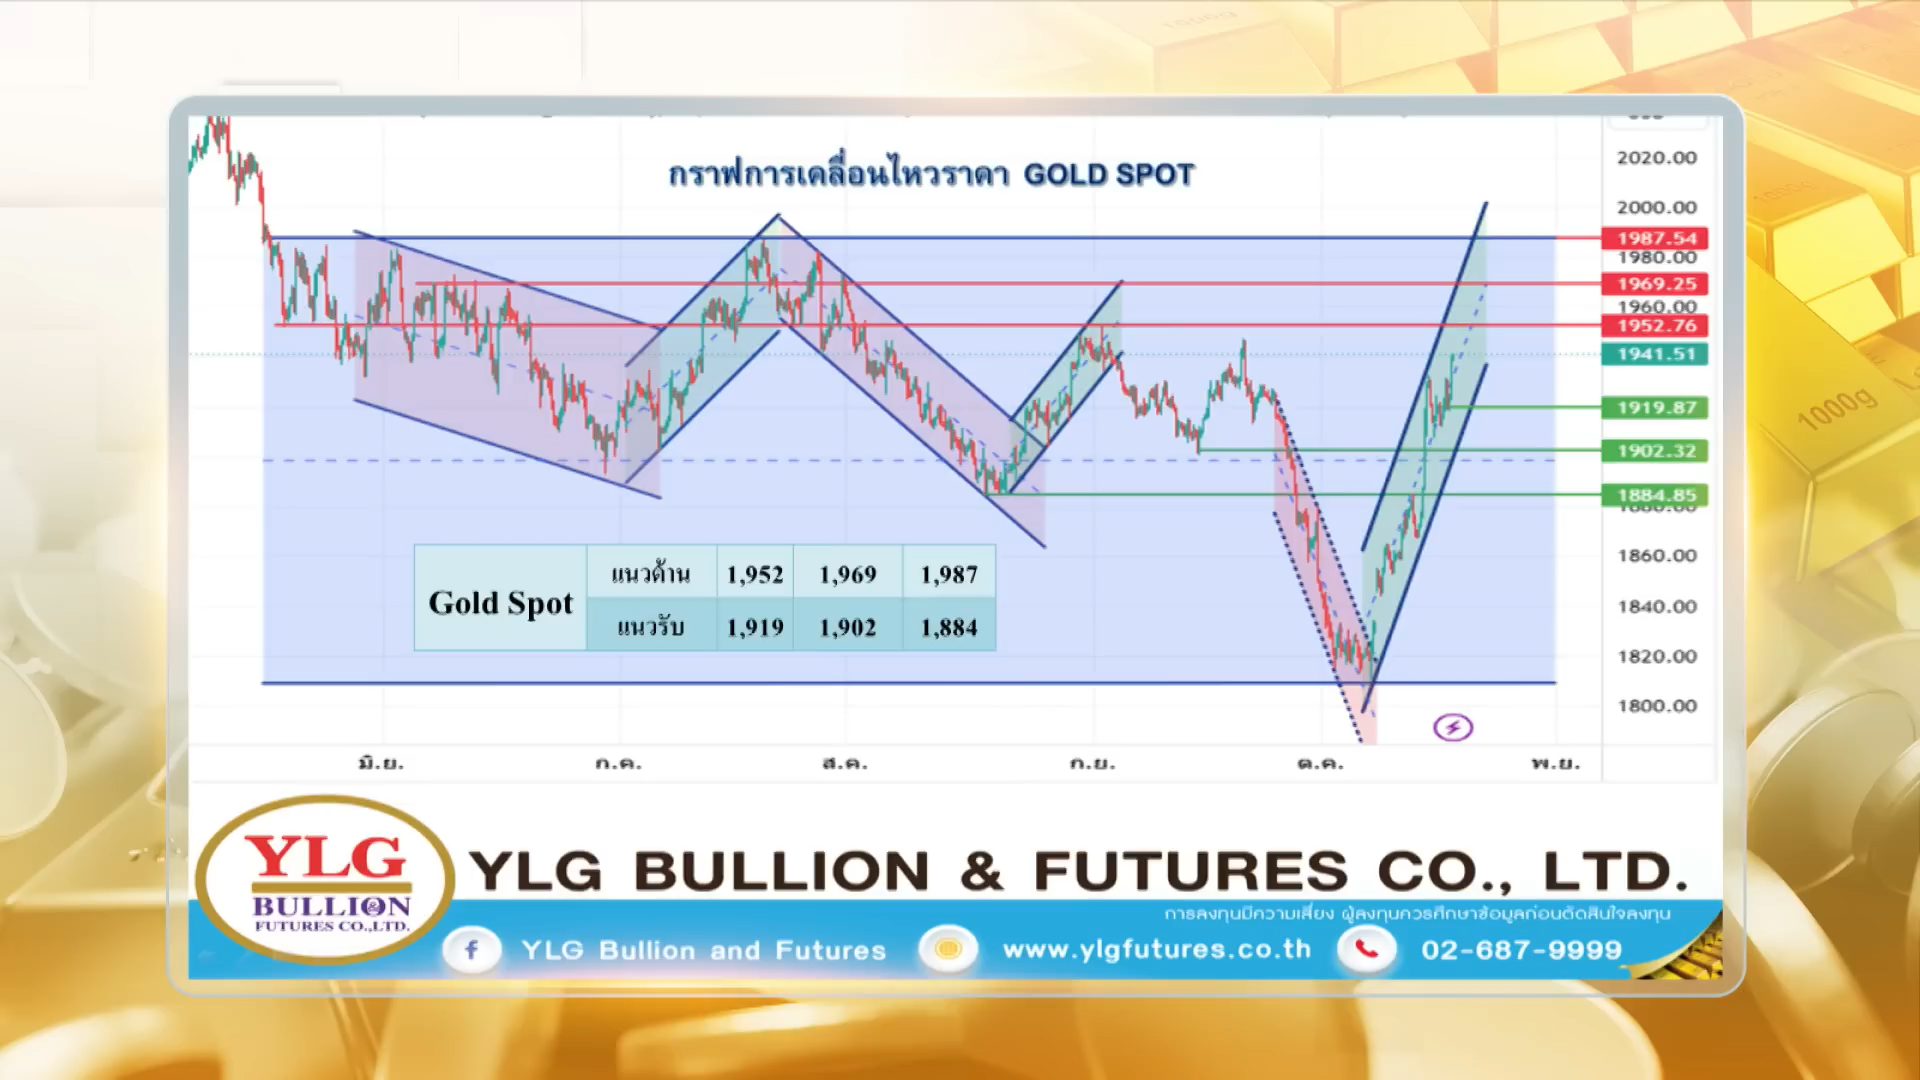 กราฟการเคลื่อนไหวราคา GOLD SPOT
2020.00
2000.00
1987.54
1980.00
1969.25
1960.00
1952.76
1941.51
1919.87
1902.32
1884.85
1880.00
1860.00
1840.00
1820.00
1800.00
Gold Spot
แนวต้าน 1,952 1,969 1,987
แนวรับ 1,919 1,902 1,884
มิ.ย. ก.ค. ส.ค. ก.ย. ต.ค. พ.ย.
YLG
BULLION &
FUTURES CO.,LTD.
YLG BULLION & FUTURES CO., LTD.
การลงทุนมีความเสี่ยง ผู้ลงทุนควรศึกษาข้อมูลก่อนตัดสินใจลงทุน
YLG Bullion and Futures www.ylgfutures.co.th 02-687-9999
1000g